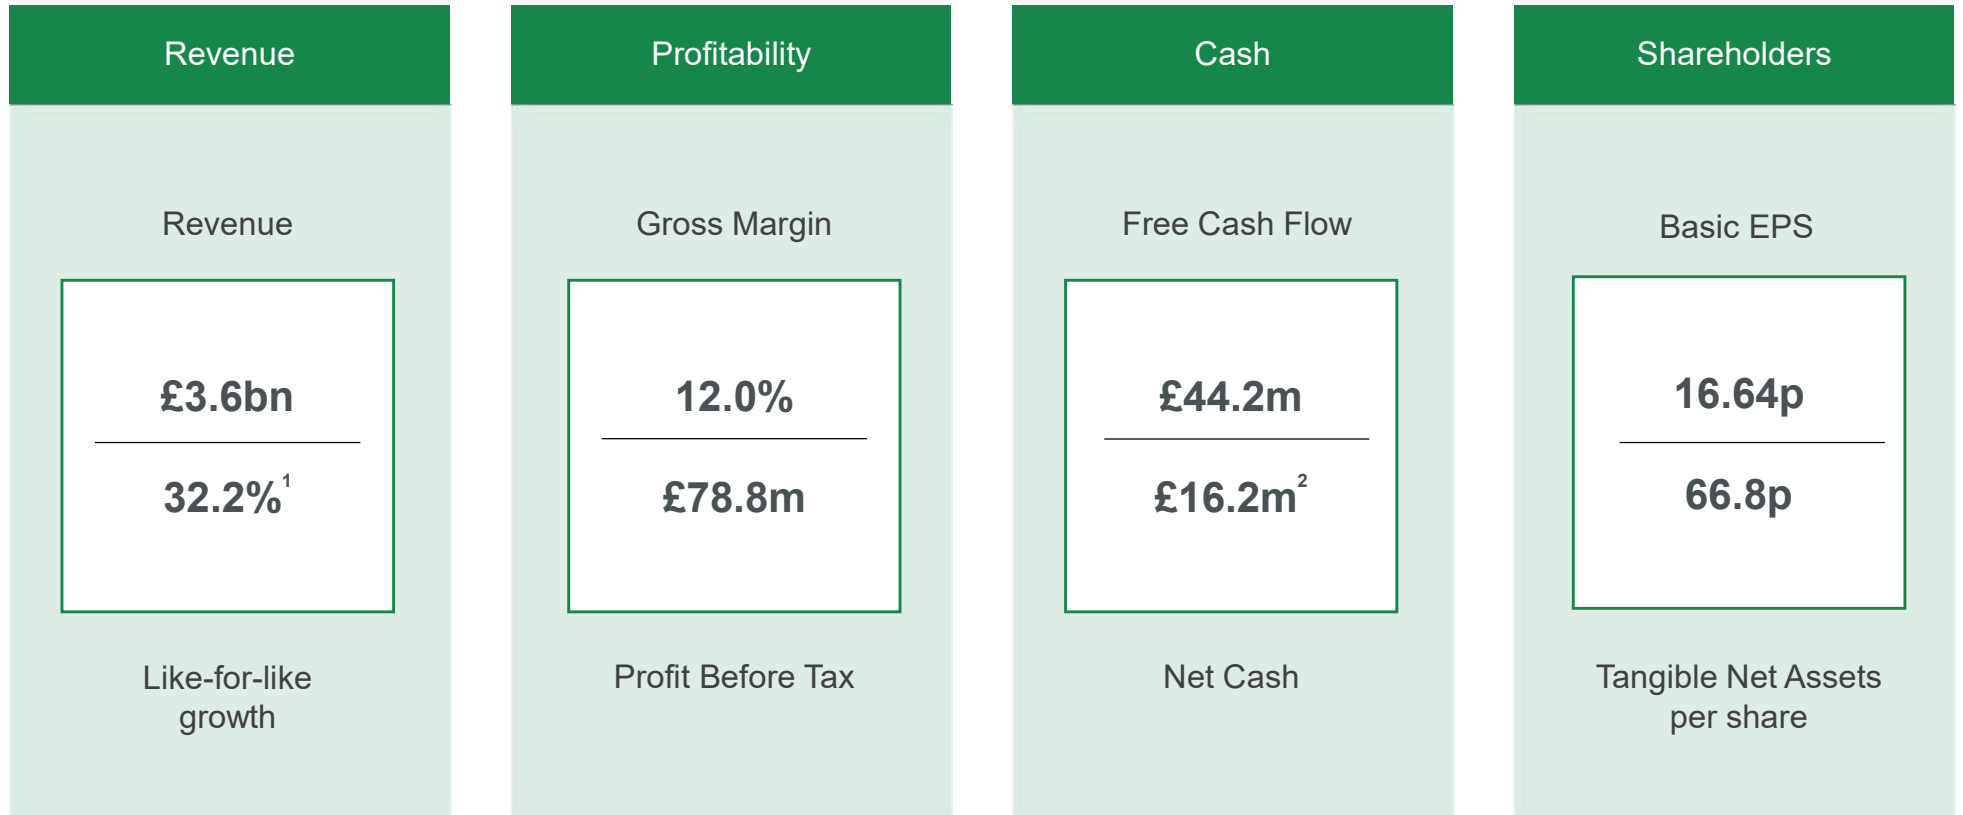 Revenue
Revenue
£3.6bn
32.2%¹
Like-for-like
growth
Profitability
Gross Margin
12.0%
£78.8m
Profit Before Tax
Cash
Free Cash Flow
£44.2m
£16.2m²
Net Cash
Shareholders
Basic EPS
16.64p
66.8p
Tangible Net Assets
per share